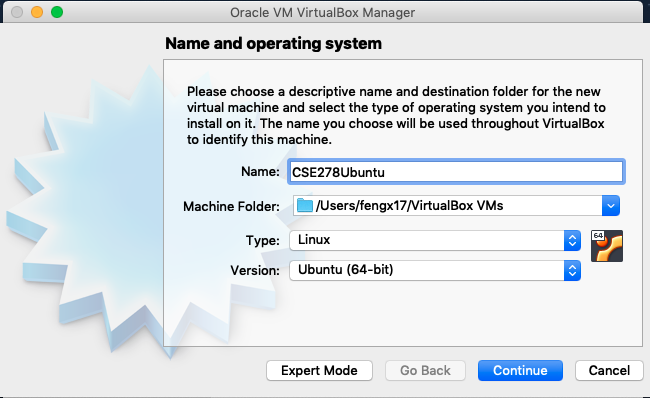 Oracle VM VirtualBox Manager
Name and operating system
Please choose a descriptive name and destination folder for the new
virtual machine and select the type of operating system you intend to
install on it. The name you choose will be used throughout VirtualBox
to identify this machine.
Name: CSE278Ubuntu
Machine Folder: /Users/fengx17/VirtualBox VMs
Type: Linux
64
Version: Ubuntu (64-bit)
Expert Mode Go Back Continue Cancel